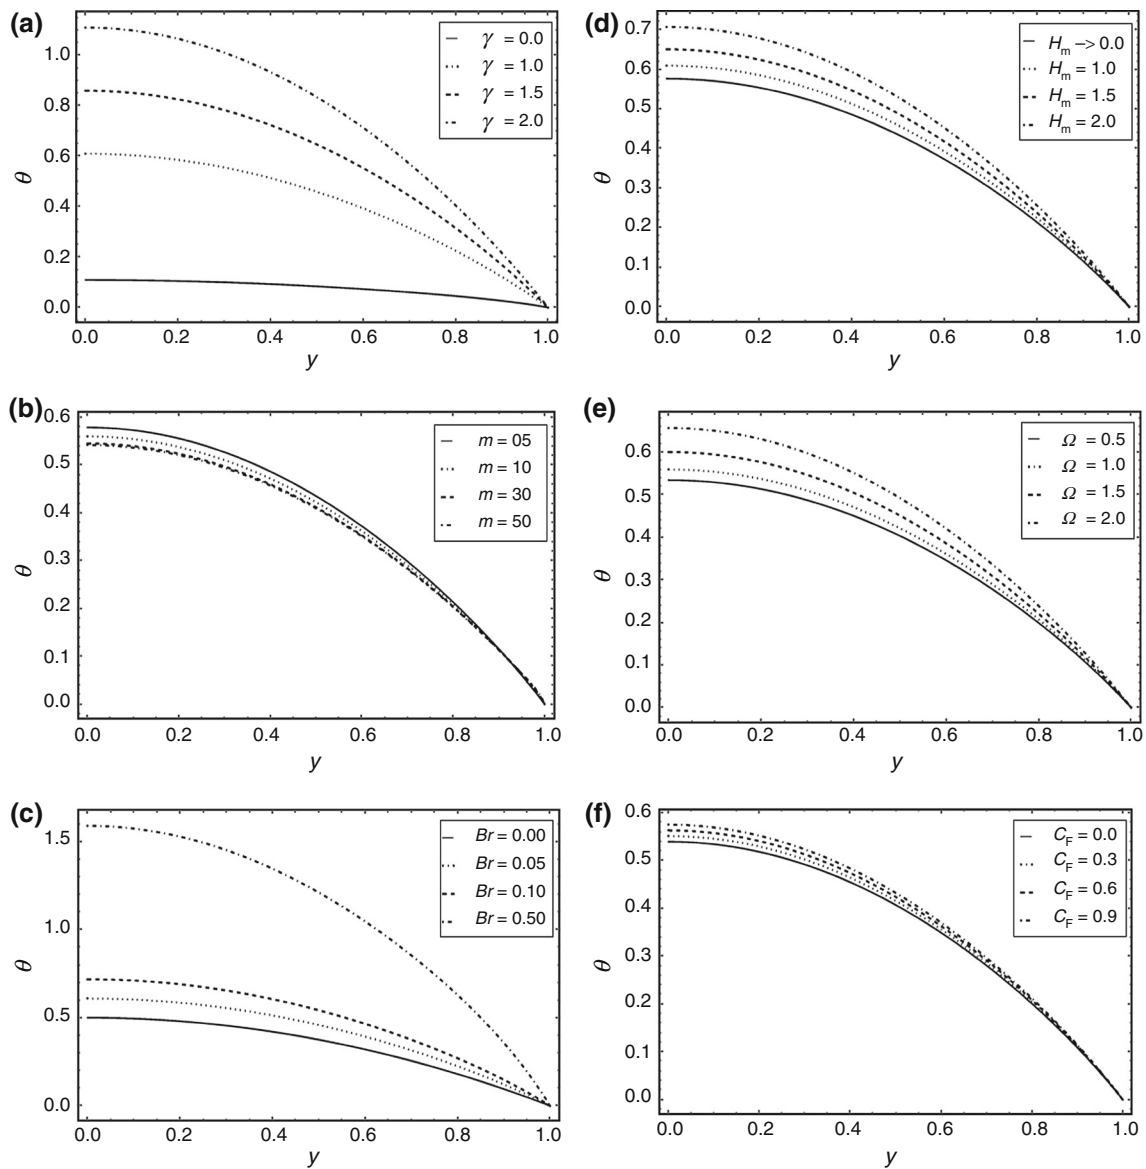 (a)
1.0
0.8
0.6
0.4
0.2
0.0
θ
γ = 0.0
γ = 1.0
γ = 1.5
γ = 2.0
0.0 0.2 0.4 0.6 0.8 1.0
y
(d)
0.7
0.6
0.5
0.4
0.3
0.2
0.1
0.0
θ
Hm -> 0.0
Hm = 1.0
Hm = 1.5
Hm = 2.0
0.0 0.2 0.4 0.6 0.8 1.0
y
(b)
0.6
0.5
0.4
0.3
0.2
0.1
0.0
θ
m = 05
m = 10
m = 30
m = 50
0.0 0.2 0.4 0.6 0.8 1.0
y
(e)
0.6
0.5
0.4
0.3
0.2
0.1
0.0
θ
Ω = 0.5
Ω = 1.0
Ω = 1.5
Ω = 2.0
0.0 0.2 0.4 0.6 0.8 1.0
y
(c)
1.5
1.0
0.5
0.0
θ
Br = 0.00
Br = 0.05
Br = 0.10
Br = 0.50
0.0 0.2 0.4 0.6 0.8 1.0
y
(f)
0.6
0.5
0.4
0.3
0.2
0.1
0.0
θ
CF = 0.0
CF = 0.3
CF = 0.6
CF = 0.9
0.0 0.2 0.4 0.6 0.8 1.0
y